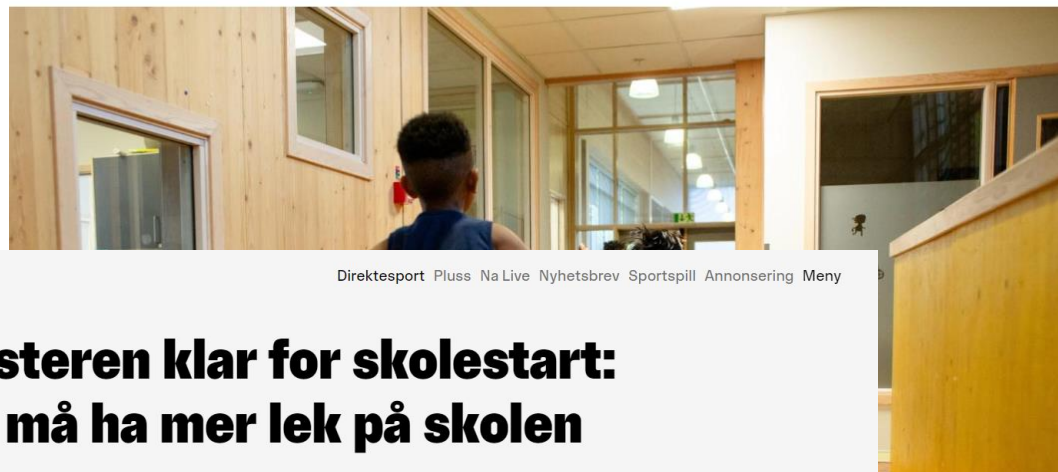 Direktesport Pluss Na Live Nyhetsbrev Sportspill Annonsering Meny
steren klar for skolestart:
må ha mer lek på skolen